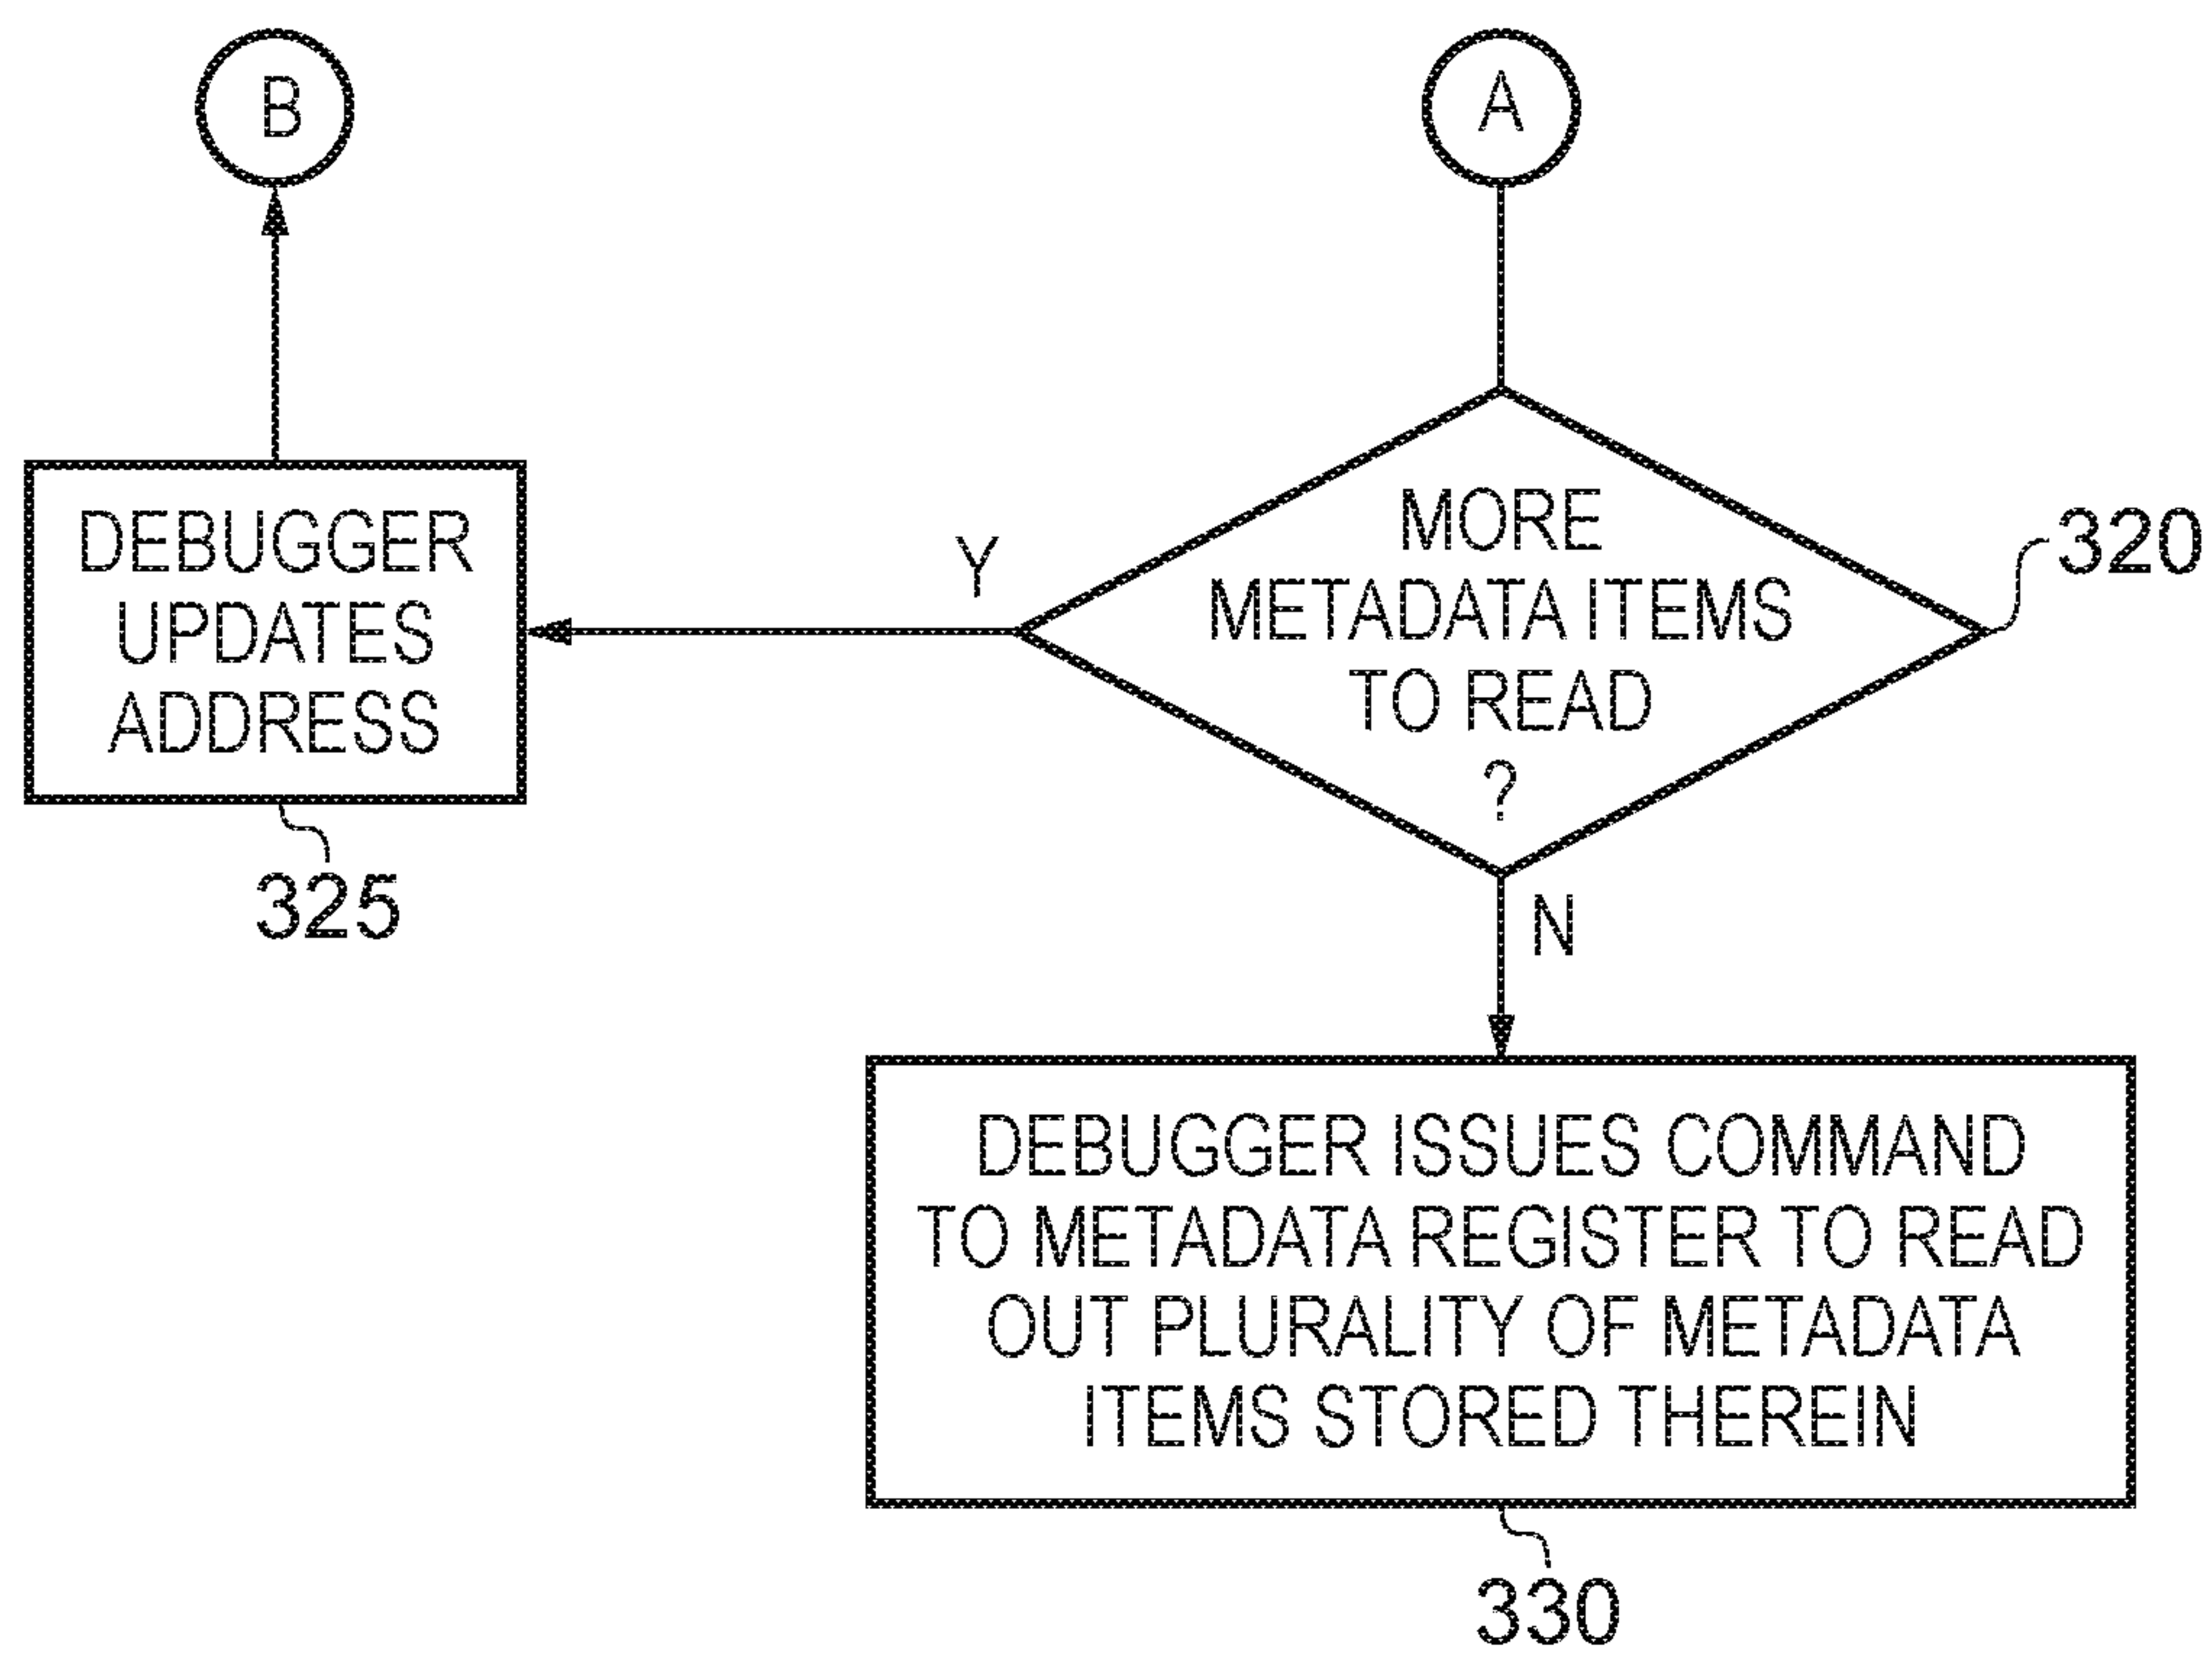 B
A
MORE
METADATA ITEMS
TO READ
?
320
Y
DEBUGGER
UPDATES
ADDRESS
325
N
DEBUGGER ISSUES COMMAND
TO METADATA REGISTER TO READ
OUT PLURALITY OF METADATA
ITEMS STORED THEREIN
330